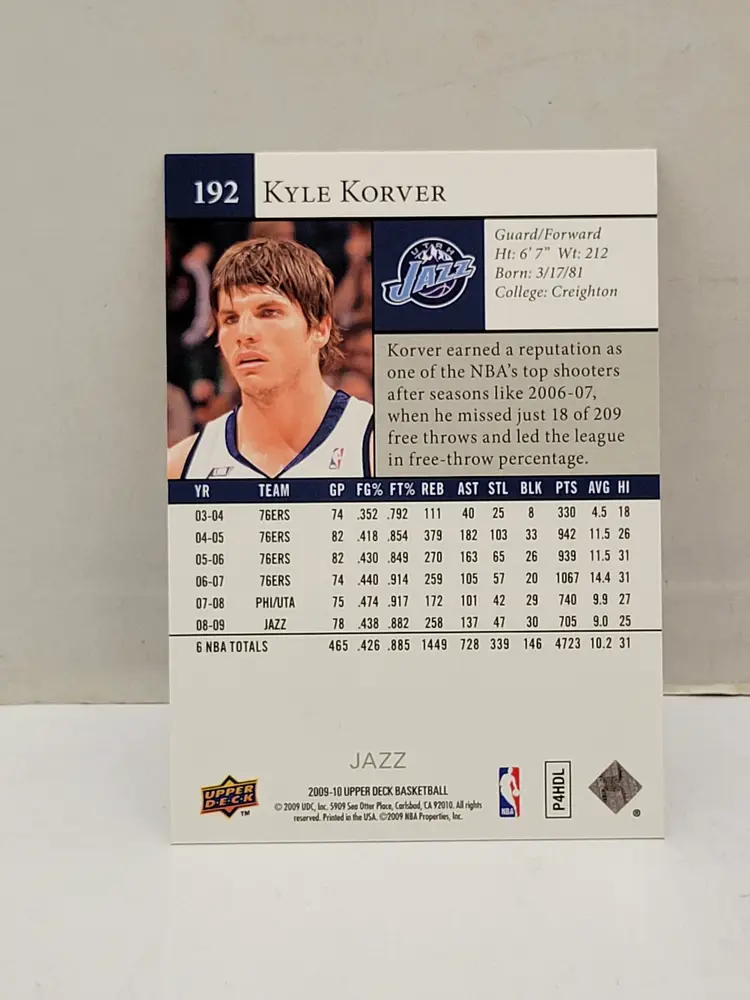 192 KYLE KORVER
UTAH
JAZZ
Guard/Forward
Ht: 6' 7" Wt: 212
Born: 3/17/81
College: Creighton
Korver earned a reputation as
one of the NBA's top shooters
after seasons like 2006-07,
when he missed just 18 of 209
free throws and led the league
in free-throw percentage.
YR TEAM GP FG% FT% REB AST STL BLK PTS AVG HI
03-04 76ERS 74 .352 .792 111 40 25 8 330 4.5 18
04-05 76ERS 82 .418 .854 379 182 103 33 942 11.5 26
05-06 76ERS 82 .430 .849 270 163 65 26 939 11.5 31
06-07 76ERS 74 .440 .914 259 105 57 20 1067 14.4 31
07-08 PHI/UTA 75 .474 .917 172 101 42 29 740 9.9 27
08-09 JAZZ 78 .438 .882 258 137 47 30 705 9.0 25
6 NBA TOTALS 465 .426 .885 1449 728 339 146 4723 10.2 31
JAZZ
UPPER
DECK
TM
2009-10 UPPER DECK BASKETBALL
© 2009 UDC, Inc. 5909 Sea Otter Place, Carlsbad, CA 92010. All rights
reserved. Printed in the USA. ©2009 NBA Properties, Inc.
NBA
P4HDL
®